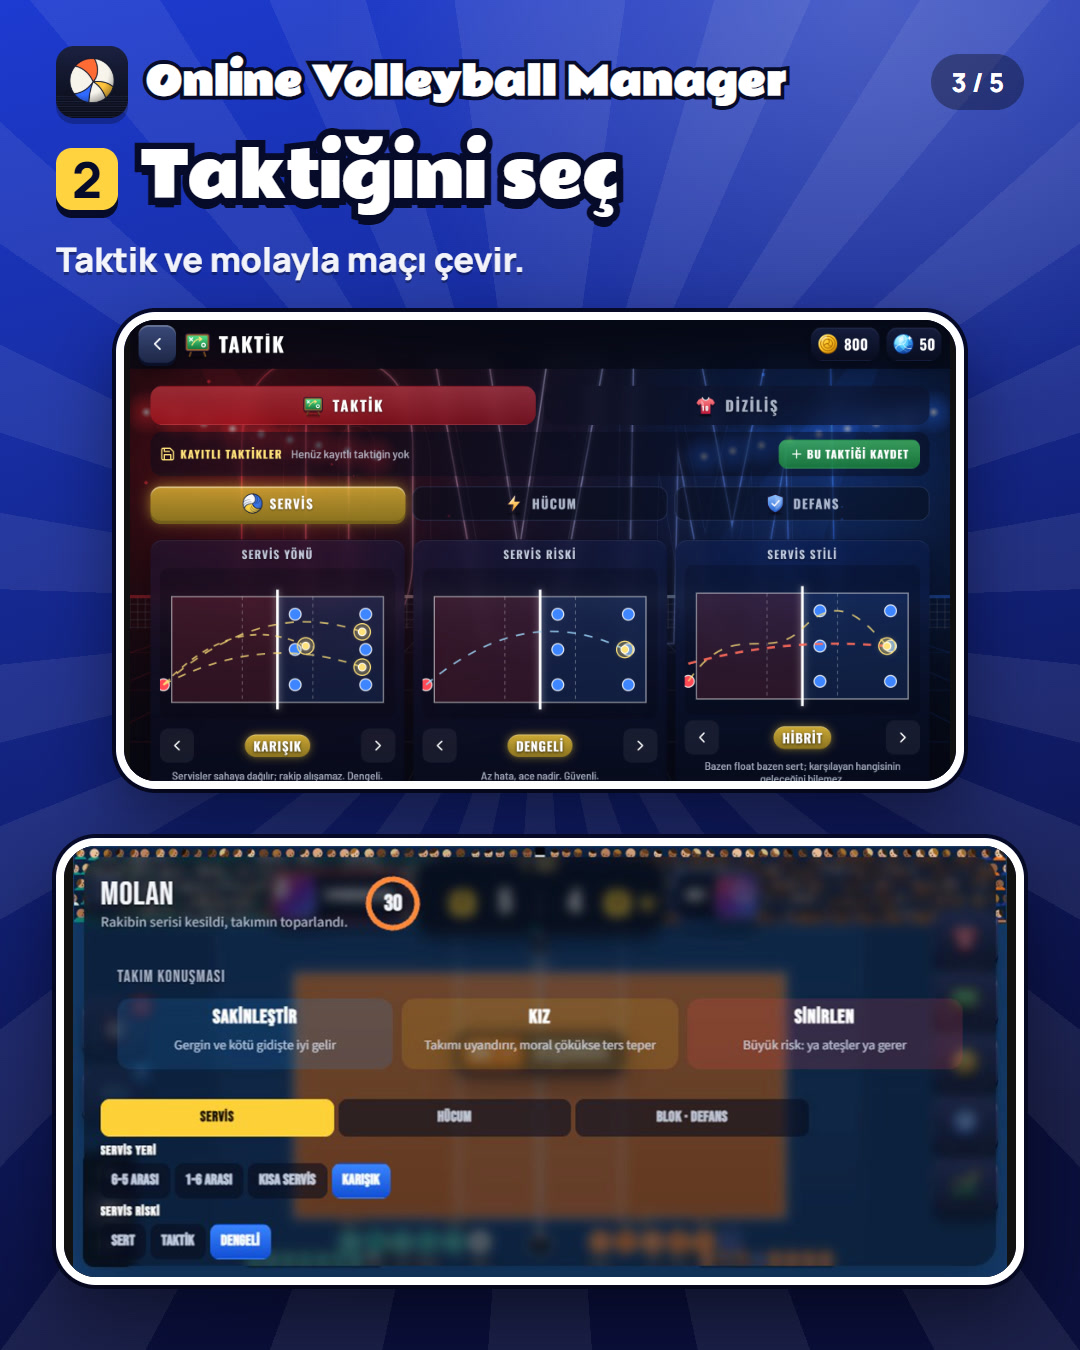 Online Volleyball Manager
3 / 5
2 Taktiğini seç
Taktik ve molayla maçı çevir.
TAKTİK
800
50
TAKTİK
DİZİLİŞ
KAYITLI TAKTİKLER Henüz kayıtlı taktiğin yok
+ BU TAKTİĞİ KAYDET
SERVİS
HÜCUM
DEFANS
SERVİS YÖNÜ
SERVİS RİSKİ
SERVİS STİLİ
KARIŞIK
DENGELİ
HİBRİT
Servisler sahaya dağılır; rakip alışamaz. Dengeli.
Az hata, ace nadir. Güvenli.
Bazen float bazen sert; karşılayan hangisinin
geleceğini bilemez
MOLAN
30
Rakibin serisi kesildi, takımın toparlandı.
TAKIM KONUŞMASI
SAKİNLEŞTİR
Gergin ve kötü gidişte iyi gelir
KIZ
Takımı uyandırır, moral çökükse ters teper
SİNİRLEN
Büyük risk: ya ateşler ya gerer
SERVİS
HÜCUM
BLOK · DEFANS
SERVİS YERİ
6-5 ARASI
1-6 ARASI
KISA SERVİS
KARIŞIK
SERVİS RİSKİ
SERT
TAKTİK
DENGELİ